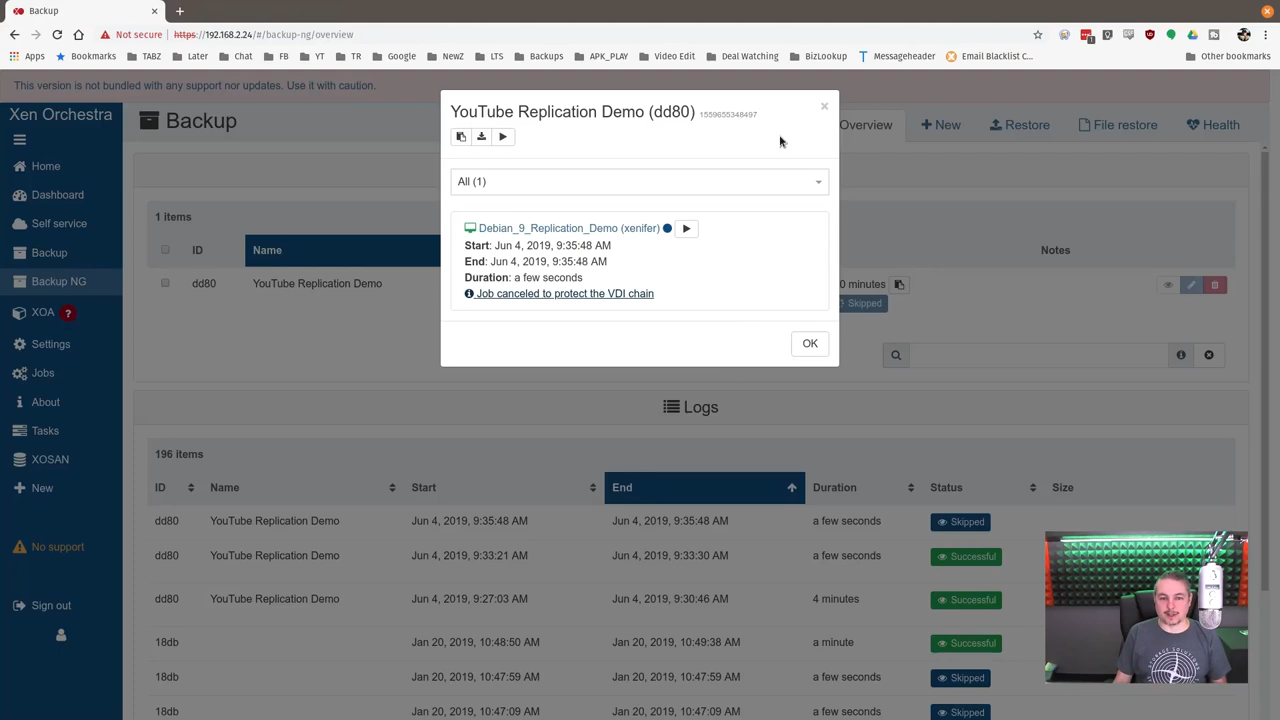 Backup
Not secure
https://192.168.2.24/#/backup-ng/overview
1
Apps
Bookmarks
TABZ
Later
Chat
FB
YT
TR
Google
NewZ
LTS
Backups
APK_PLAY
Video Edit
Deal Watching
BizLookup
Messageheader
Email Blacklist C...
Other bookmarks
This version is not bundled with any support nor updates. Use it with caution.
Xen Orchestra
Home
Dashboard
Self service
Backup
Backup NG
XOA ?
Settings
Jobs
About
Tasks
XOSAN
New
No support
Sign out
Backup
Overview
New
Restore
File restore
Health
1 items
ID
Name
Notes
dd80
YouTube Replication Demo
0 minutes
Skipped
YouTube Replication Demo (dd80) 1559655348497
All (1)
Debian_9_Replication_Demo (xenifer)
Start: Jun 4, 2019, 9:35:48 AM
End: Jun 4, 2019, 9:35:48 AM
Duration: a few seconds
Job canceled to protect the VDI chain
OK
Logs
196 items
ID Name Start End Duration Status Size
dd80 YouTube Replication Demo Jun 4, 2019, 9:35:48 AM Jun 4, 2019, 9:35:48 AM a few seconds Skipped
dd80 YouTube Replication Demo Jun 4, 2019, 9:33:21 AM Jun 4, 2019, 9:33:30 AM a few seconds Successful
dd80 YouTube Replication Demo Jun 4, 2019, 9:27:03 AM Jun 4, 2019, 9:30:46 AM 4 minutes Successful
18db Jan 20, 2019, 10:48:50 AM Jan 20, 2019, 10:49:38 AM a minute Successful
18db Jan 20, 2019, 10:47:59 AM Jan 20, 2019, 10:47:59 AM a few seconds Skipped
18db Jan 20, 2019, 10:47:09 AM Jan 20, 2019, 10:47:09 AM a few seconds Skipped